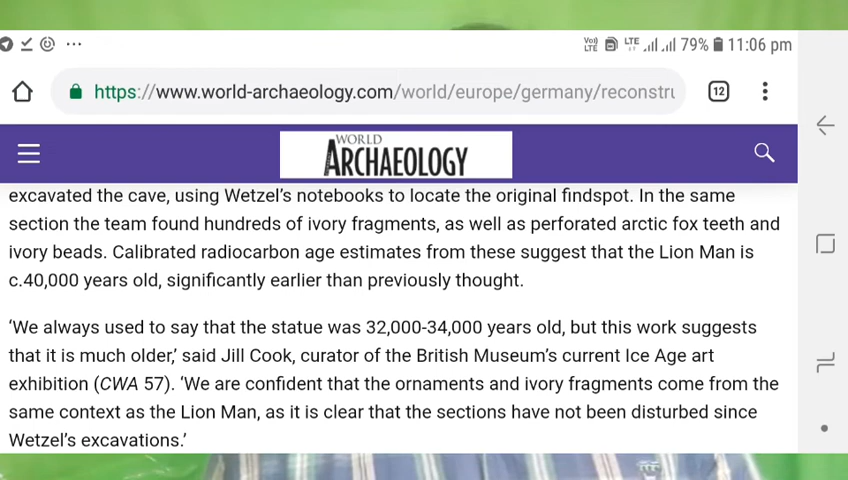 Vo)) LTE LTE 79% 11:06 pm
https://www.world-archaeology.com/world/europe/germany/reconstru 12
WORLD
ARCHAEOLOGY
excavated the cave, using Wetzel’s notebooks to locate the original findspot. In the same
section the team found hundreds of ivory fragments, as well as perforated arctic fox teeth and
ivory beads. Calibrated radiocarbon age estimates from these suggest that the Lion Man is
c.40,000 years old, significantly earlier than previously thought.
‘We always used to say that the statue was 32,000-34,000 years old, but this work suggests
that it is much older,’ said Jill Cook, curator of the British Museum’s current Ice Age art
exhibition (CWA 57). ‘We are confident that the ornaments and ivory fragments come from the
same context as the Lion Man, as it is clear that the sections have not been disturbed since
Wetzel’s excavations.’